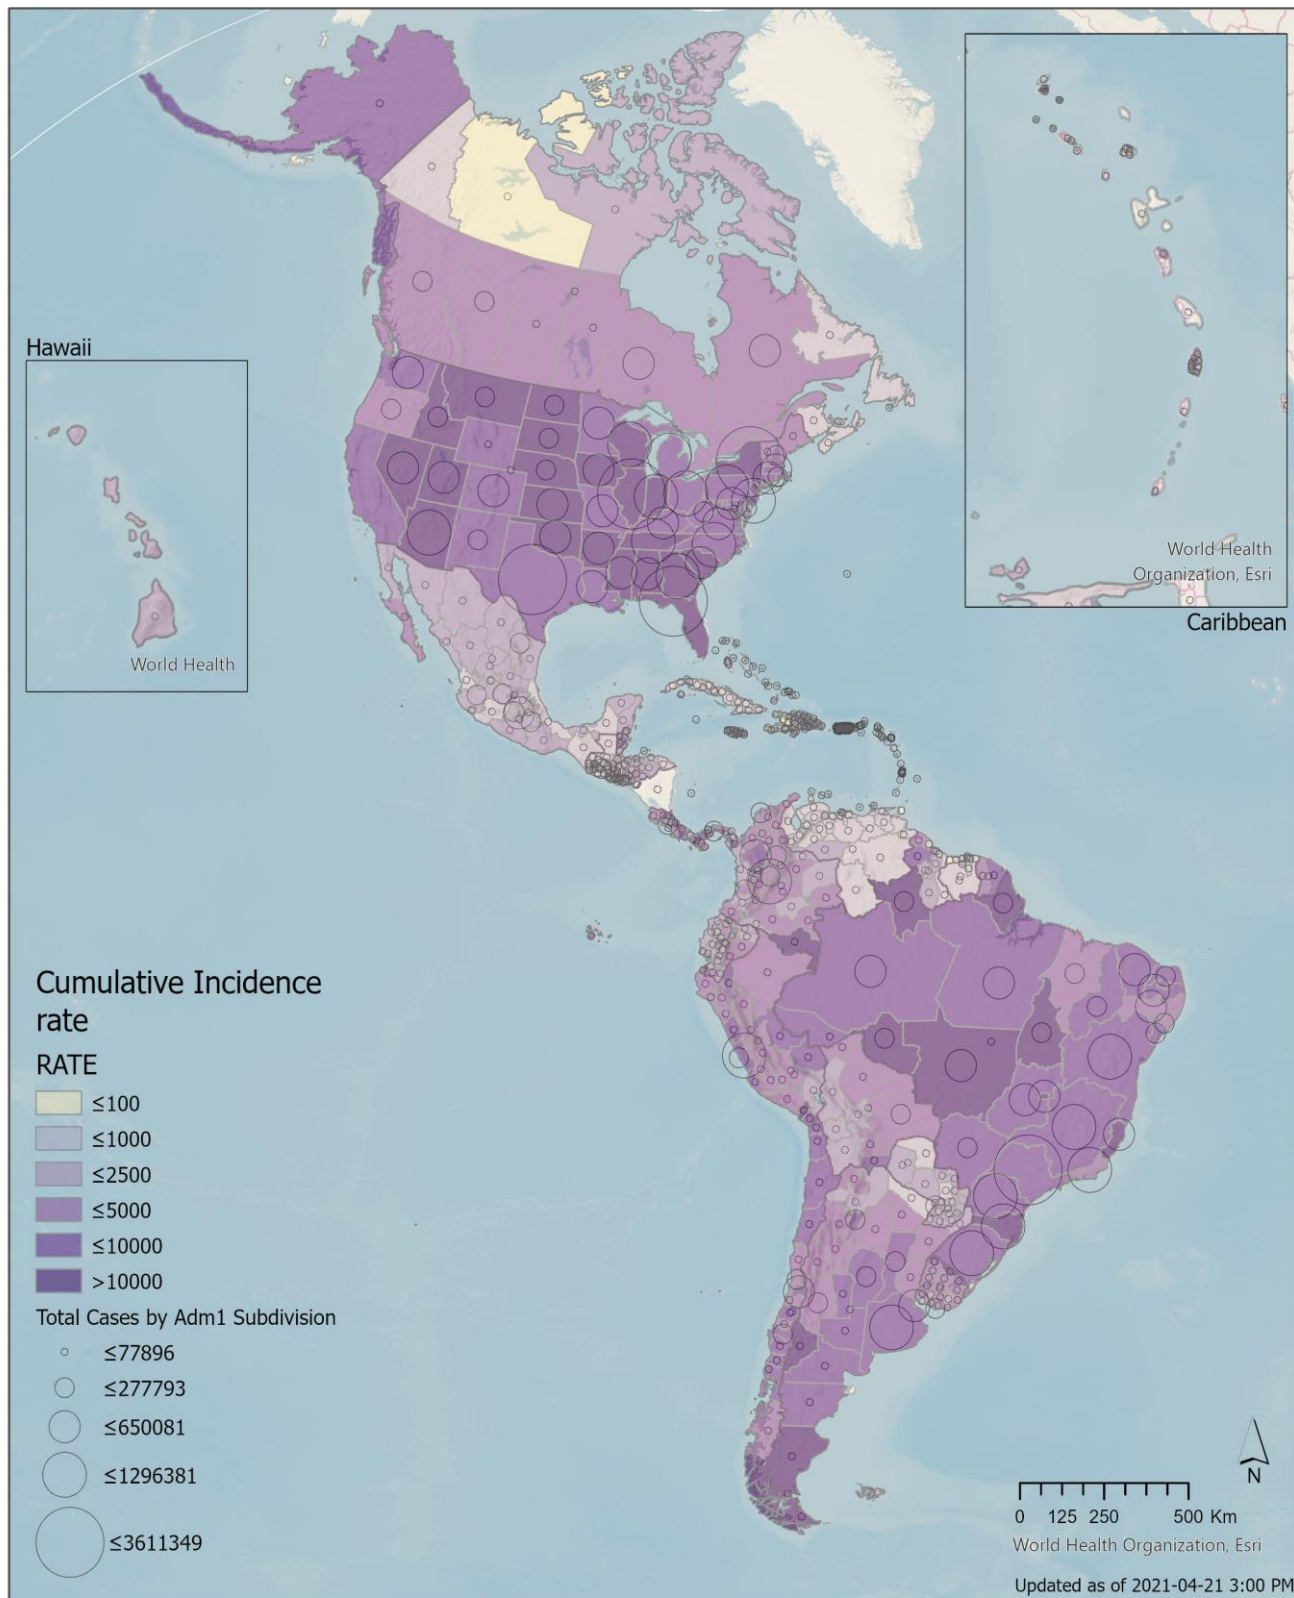 Hawaii
World Health
World Health
Organization, Esri
Caribbean
Cumulative Incidence
rate
RATE
≤100
≤1000
≤2500
≤5000
≤10000
>10000
Total Cases by Adm1 Subdivision
≤77896
≤277793
≤650081
≤1296381
≤3611349
N
0 125 250 500 Km
World Health Organization, Esri
Updated as of 2021-04-21 3:00 PM